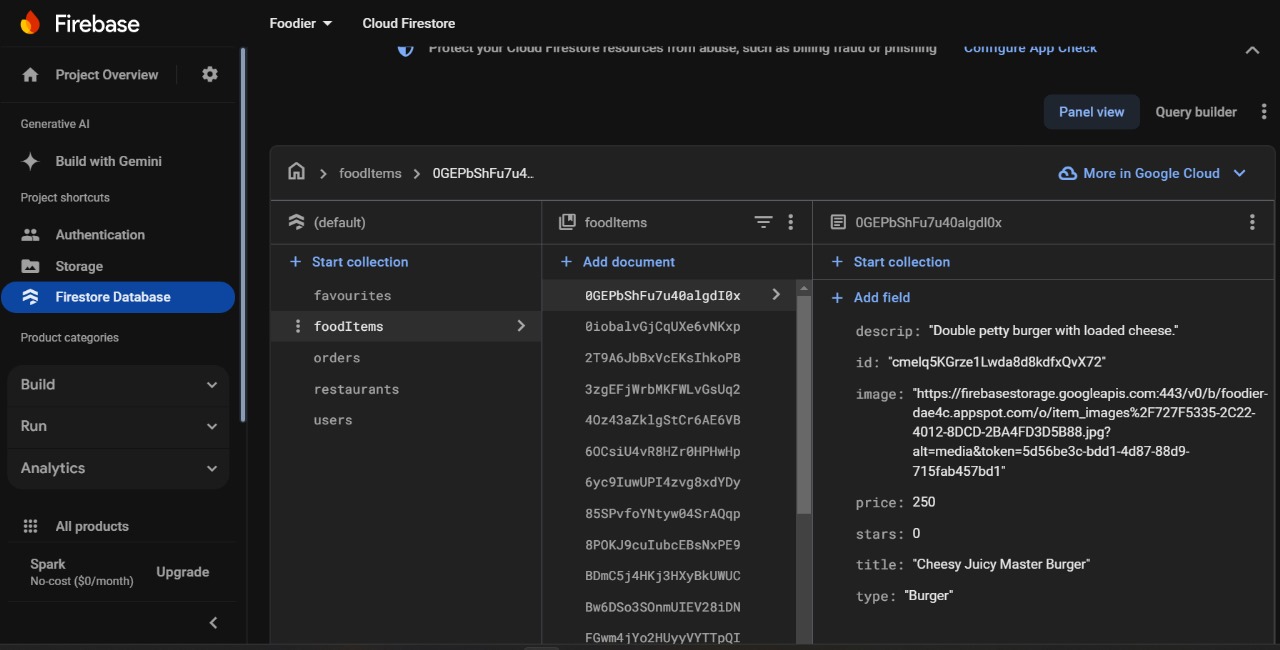 Firebase
Foodier
Cloud Firestore
Protect your Cloud Firestore resources from abuse, such as billing fraud or phishing
Configure App Check
Project Overview
Generative AI
Build with Gemini
Project shortcuts
Authentication
Storage
Firestore Database
Product categories
Build
Run
Analytics
All products
Spark
No-cost ($0/month)
Upgrade
Panel view
Query builder
foodItems
0GEPbShFu7u4..
More in Google Cloud
(default)
Start collection
favourites
foodItems
orders
restaurants
users
foodItems
Add document
0GEPbShFu7u40algdI0x
0iobalvGjCqUXe6vNKxp
2T9A6JbBxVcEKsIhkoPB
3zgEFjWrbMKFWLvGsUq2
4Oz43aZklgStCr6AE6VB
6OCsiU4vR8HZr0HPHwHp
6yc9IuwUPI4zvg8xdYDy
85SPvfoYNtyw04SrAQqp
8POKJ9cuIubcEBsNxPE9
BDmC5j4HKj3HXyBkUWUC
Bw6DSo3SOnmUIEV28iDN
FGwm4jYo2HUyyVYTTpQI
0GEPbShFu7u40algdI0x
Start collection
Add field
descrip: "Double petty burger with loaded cheese."
id: "cmelq5KGrze1Lwda8d8kdfxQvX72"
image: "https://firebasestorage.googleapis.com:443/v0/b/foodier-
dae4c.appspot.com/o/item_images%2F727F5335-2C22-
4012-8DCD-2BA4FD3D5B88.jpg?
alt=media&token=5d56be3c-bdd1-4d87-88d9-
715fab457bd1"
price: 250
stars: 0
title: "Cheesy Juicy Master Burger"
type: "Burger"